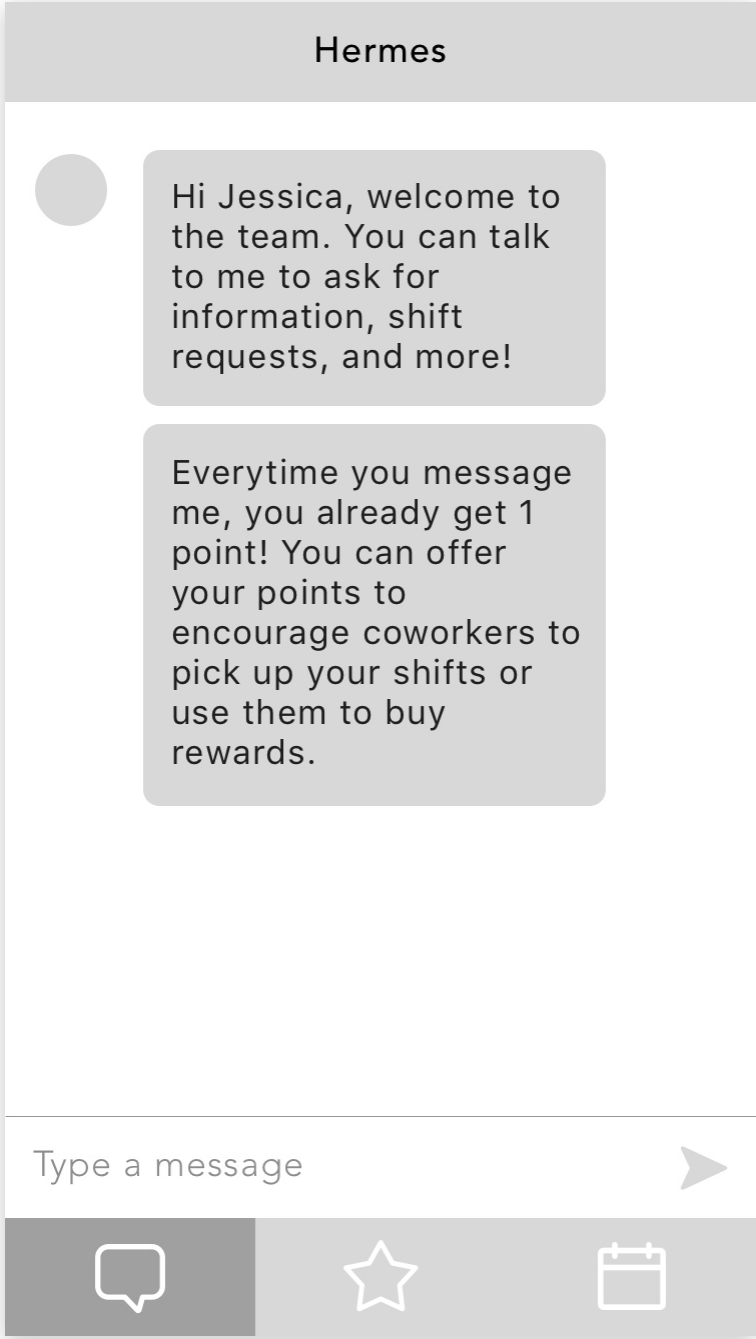 Hermes
Hi Jessica, welcome to
the team. You can talk
to me to ask for
information, shift
requests, and more!
Everytime you message
me, you already get 1
point! You can offer
your points to
encourage coworkers to
pick up your shifts or
use them to buy
rewards.
Type a message